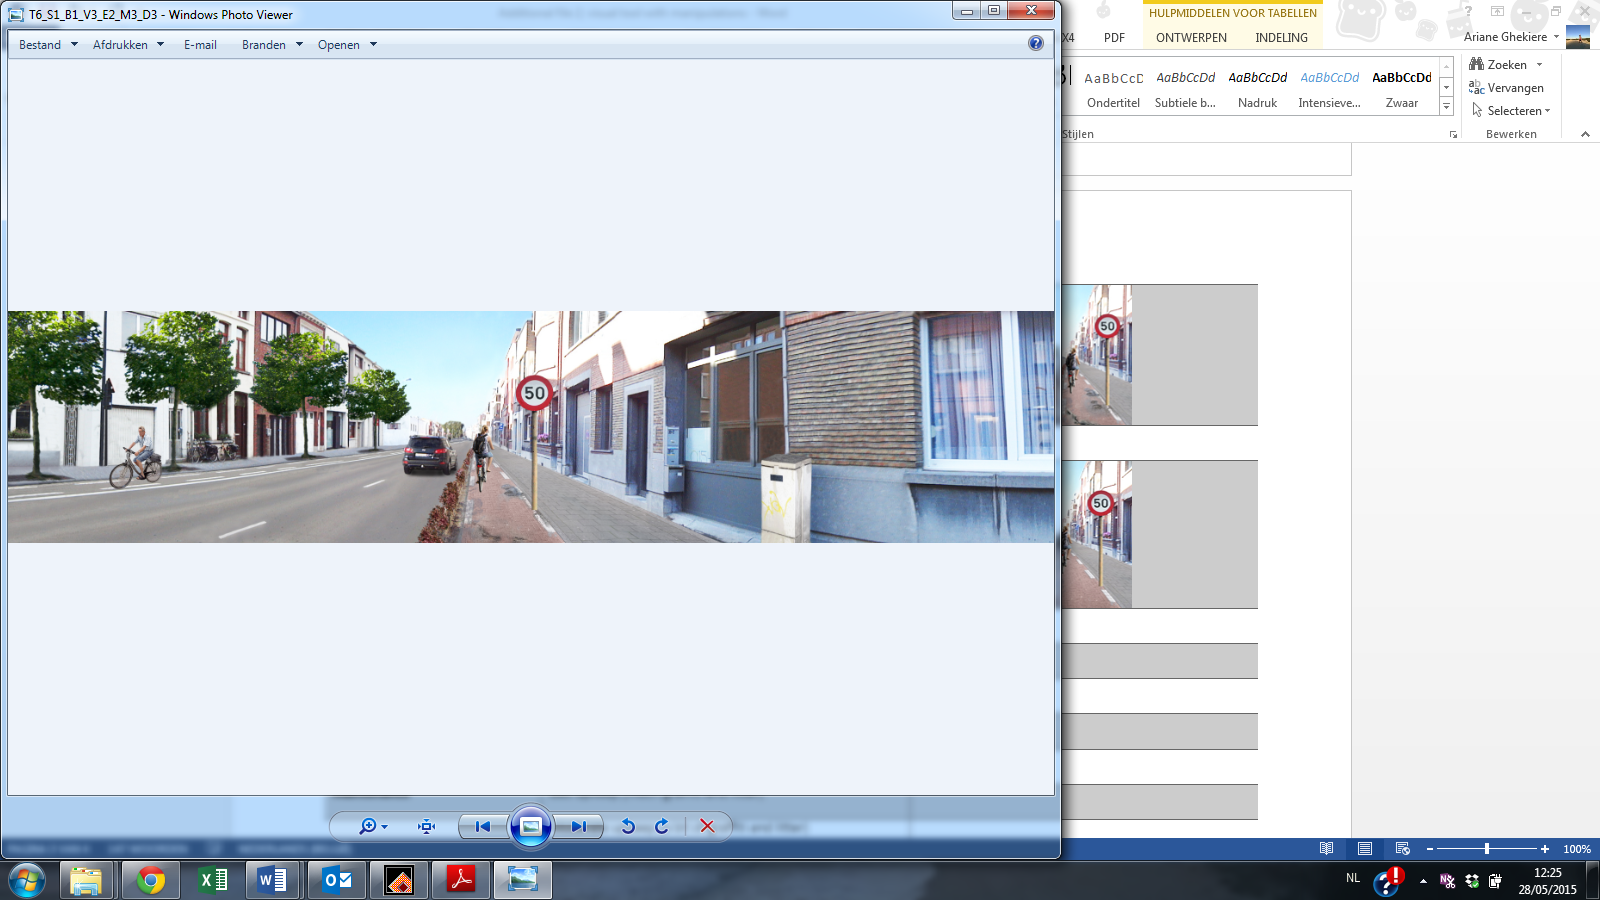 T6_S1_B1_V3_E2_M3_D3 - Windows Photo Viewer
Bestand Afdrukken E-mail Branden Openen
HULPMIDDELEN VOOR TABELLEN
X4 PDF ONTWERPEN INDELING
Ariane Ghekiere
AaBbCcD AaBbCcDd AaBbCcDd AaBbCcDd AaBbCcDd
Ondertitel Subtiele b... Nadruk Intensieve... Zwaar
Stijlen
Zoeken
Vervangen
Selecteren
Bewerken
50
50
50
100%
NL
12:25
28/05/2015